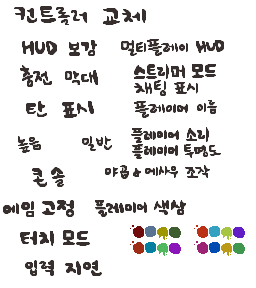 컨트롤러 교체
HUD 보강 멀티플레이 HUD
충전 막대 스트리머 모드
채팅 표시
탄 표시 플레이어 이름
높음 일반 플레이어 소리
플레이어 투명도
콘솔 야곱 & 에사우 조작
에임 고정 플레이어 색상
터치 모드
입력 지연